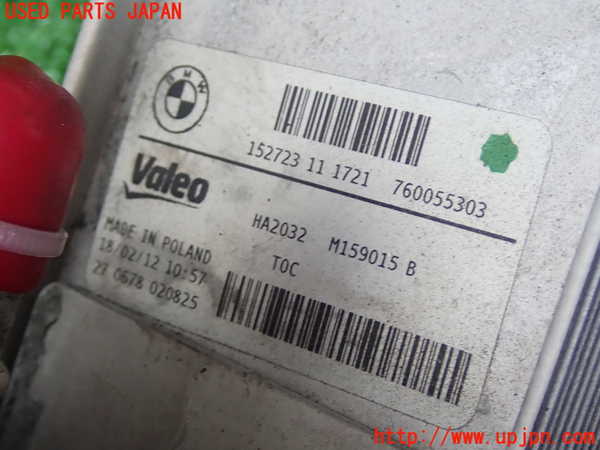 USED PARTS JAPAN
BMW
152723 11 1721 760055303
Valeo
HA2032 M159015 B
MADE IN POLAND
18/02/12 10:57
TOC
27 0678 020825
http://www.upjpn.com